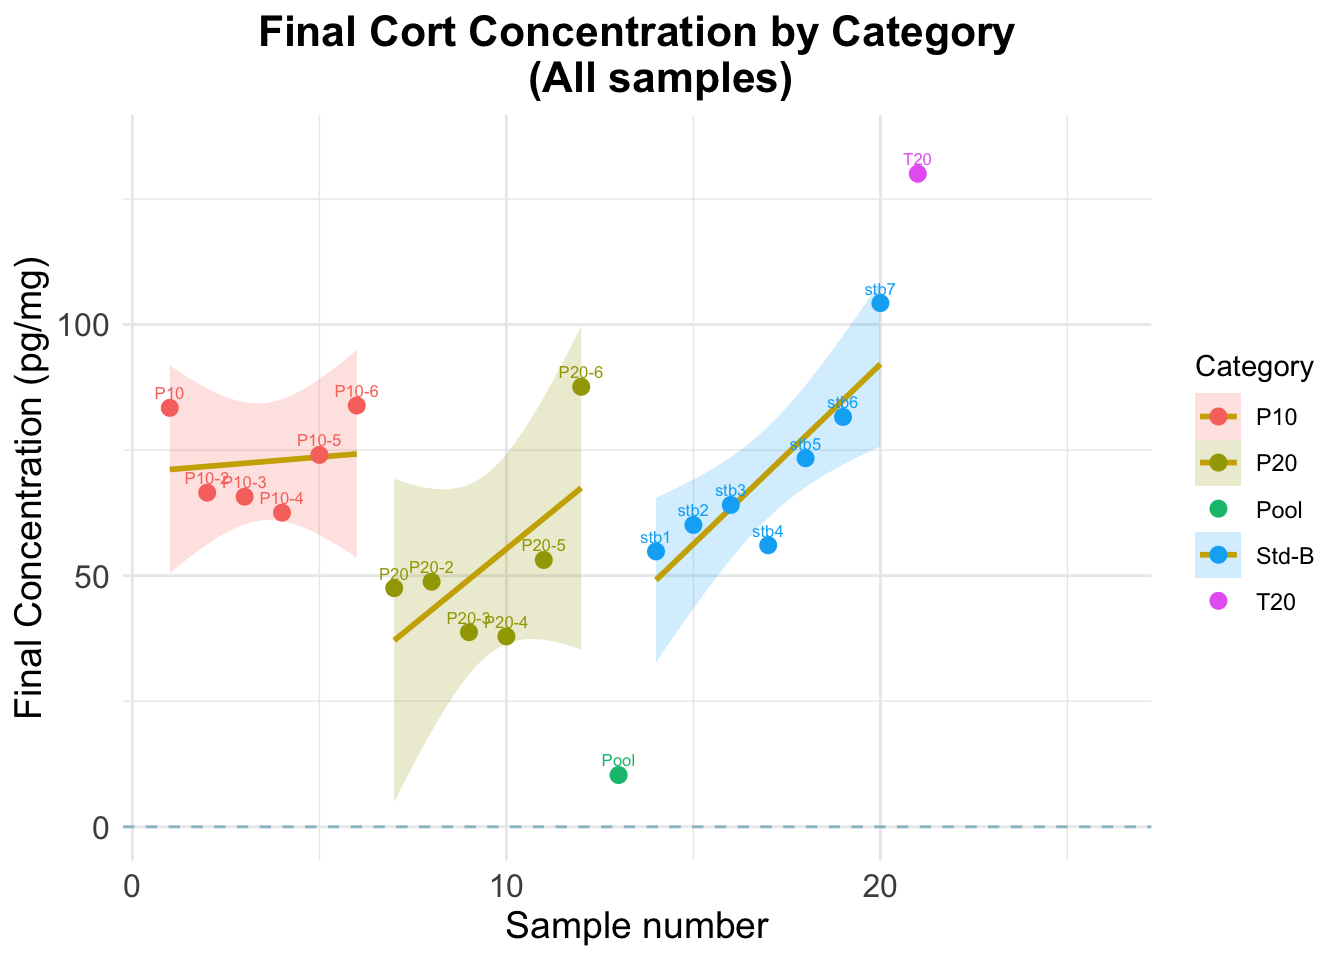 Final Cort Concentration by Category
(All samples)
Final Concentration (pg/mg)
100
50
0
0
10
20
Sample number
P10
P10-2
P10-3
P10-4
P10-5
P10-6
P20
P20-2
P20-3
P20-4
P20-5
P20-6
Pool
stb1
stb2
stb3
stb4
stb5
stb6
stb7
T20
Category
P10
P20
Pool
Std-B
T20